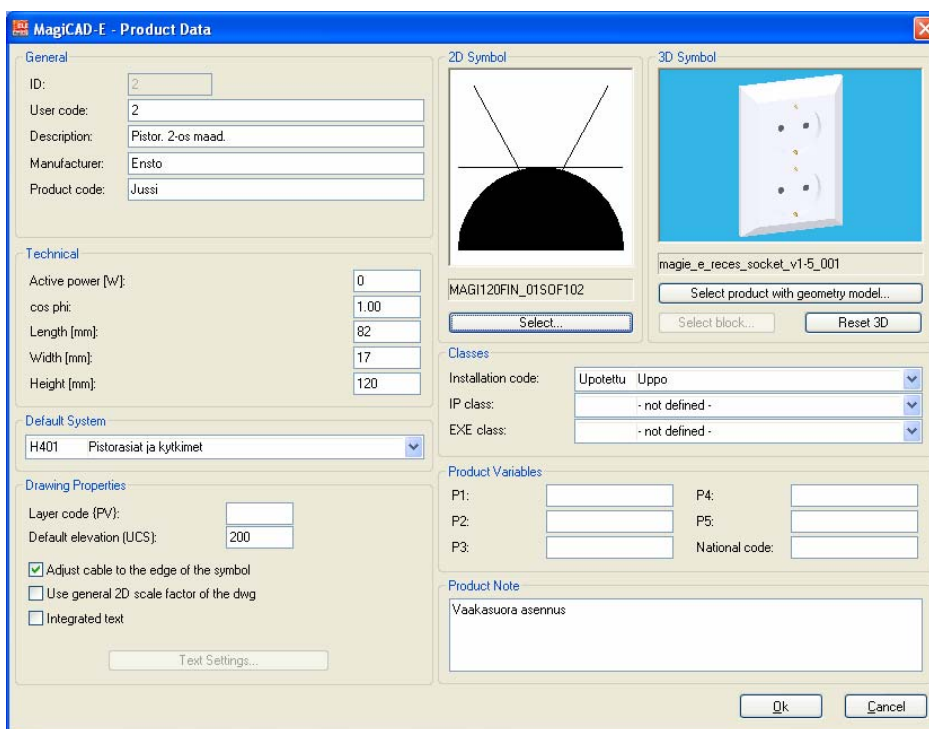 MagiCAD-E - Product Data
General
ID: 2
User code: 2
Description: Pistor. 2-os maad.
Manufacturer: Ensto
Product code: Jussi
Technical
Active power [W]: 0
cos phi: 1.00
Length [mm]: 82
Width [mm]: 17
Height [mm]: 120
Default System
H401 Pistorasiat ja kytkimet
Drawing Properties
Layer code {PV}:
Default elevation (UCS): 200
Adjust cable to the edge of the symbol
Use general 2D scale factor of the dwg
Integrated text
Text Settings...
2D Symbol
MAGI120FIN_01SOF102
Select...
3D Symbol
magie_e_reces_socket_v1-5_001
Select product with geometry model...
Select block... Reset 3D
Classes
Installation code: Upotettu Uppo
IP class: - not defined -
EXE class: - not defined -
Product Variables
P1: P4:
P2: P5:
P3: National code:
Product Note
Vaakasuora asennus
Ok Cancel